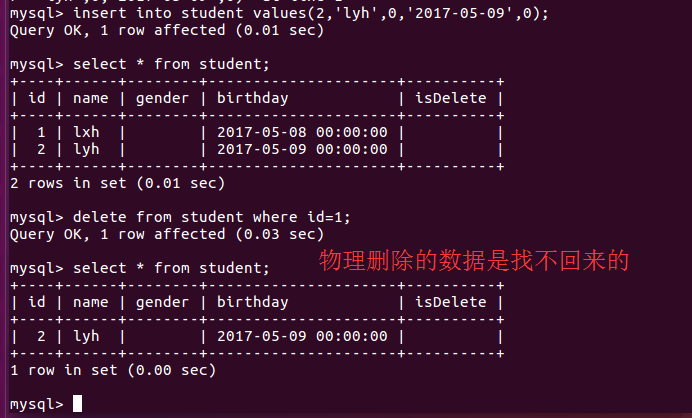 mysql> insert into student values(2,'lyh',0,'2017-05-09',0);
Query OK, 1 row affected (0.01 sec)
mysql> select * from student;
+----+------+--------+---------------------+----------+
| id | name | gender | birthday            | isDelete |
+----+------+--------+---------------------+----------+
|  1 | lxh  |        | 2017-05-08 00:00:00 |          |
|  2 | lyh  |        | 2017-05-09 00:00:00 |          |
+----+------+--------+---------------------+----------+
2 rows in set (0.01 sec)
mysql> delete from student where id=1;
Query OK, 1 row affected (0.03 sec)
mysql> select * from student;
物理删除的数据是找不回来的
+----+------+--------+---------------------+----------+
| id | name | gender | birthday            | isDelete |
+----+------+--------+---------------------+----------+
|  2 | lyh  |        | 2017-05-09 00:00:00 |          |
+----+------+--------+---------------------+----------+
1 row in set (0.00 sec)
mysql>